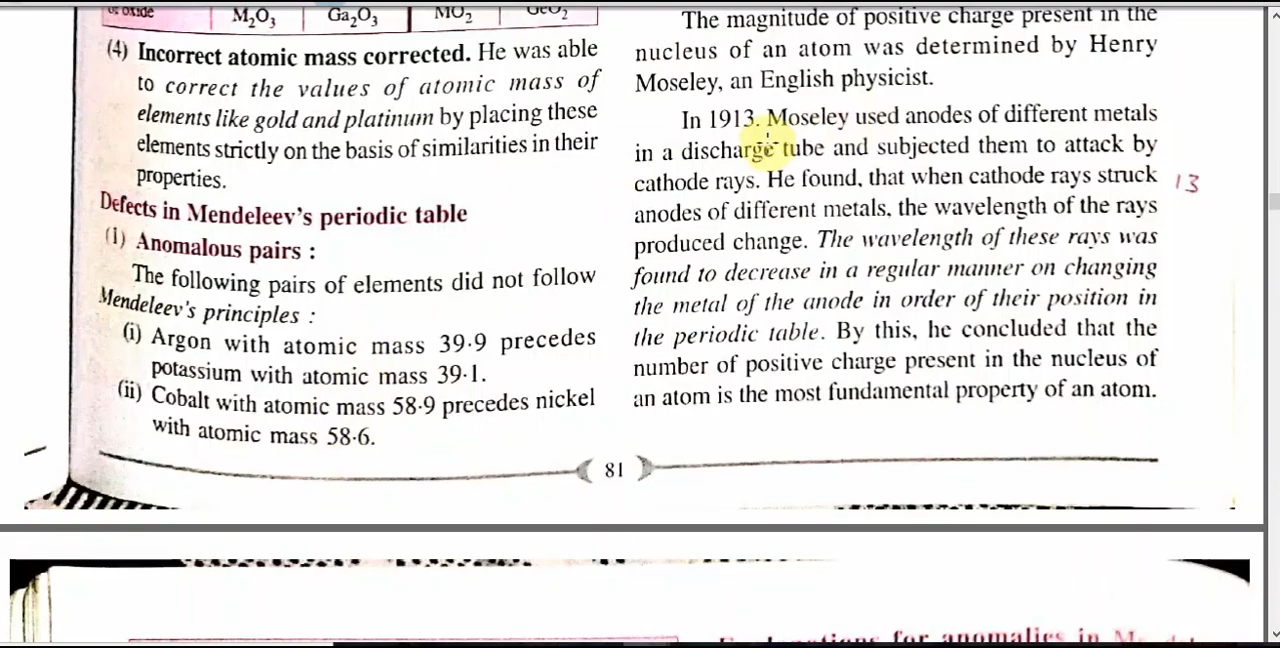 us oxide M₂O₃ Ga₂O₃ MO₂ GeO₂
(4) Incorrect atomic mass corrected. He was able
to correct the values of atomic mass of
elements like gold and platinum by placing these
elements strictly on the basis of similarities in their
properties.
Defects in Mendeleev's periodic table
(1) Anomalous pairs :
The following pairs of elements did not follow
Mendeleev's principles :
(i) Argon with atomic mass 39·9 precedes
potassium with atomic mass 39·1.
(ii) Cobalt with atomic mass 58·9 precedes nickel
with atomic mass 58·6.
The magnitude of positive charge present in the
nucleus of an atom was determined by Henry
Moseley, an English physicist.
In 1913. Moseley used anodes of different metals
in a discharge tube and subjected them to attack by
cathode rays. He found, that when cathode rays struck
anodes of different metals, the wavelength of the rays
produced change. The wavelength of these rays was
found to decrease in a regular manner on changing
the metal of the anode in order of their position in
the periodic table. By this, he concluded that the
number of positive charge present in the nucleus of
an atom is the most fundamental property of an atom.
13
81
for anomalies in